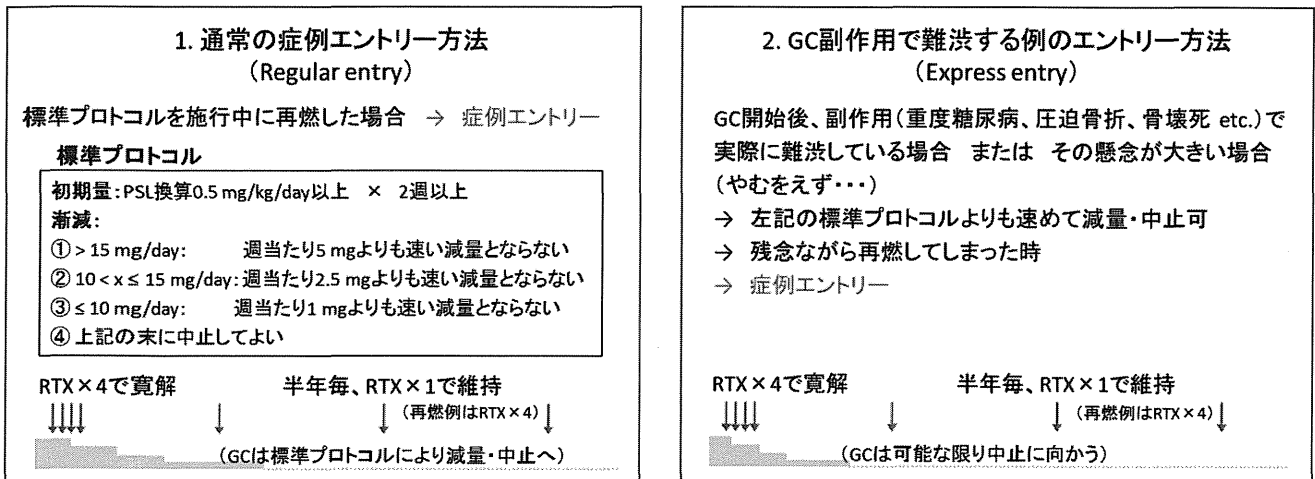 1. 通常の症例エントリー方法
（Regular entry）
標準プロトコルを施行中に再燃した場合 → 症例エントリー
標準プロトコル
初期量：PSL換算0.5 mg/kg/day以上 × 2週以上
漸減：
① > 15 mg/day: 週当たり5 mgよりも速い減量とならない
② 10 < x ≤ 15 mg/day: 週当たり2.5 mgよりも速い減量とならない
③ ≤ 10 mg/day: 週当たり1 mgよりも速い減量とならない
④ 上記の末に中止してよい
RTX×4で寛解 半年毎、RTX×1で維持
（再燃例はRTX×4）
（GCは標準プロトコルにより減量・中止へ）
2. GC副作用で難渋する例のエントリー方法
（Express entry）
GC開始後、副作用（重度糖尿病、圧迫骨折、骨壊死 etc.）で
実際に難渋している場合 または その懸念が大きい場合
（やむをえず・・・）
→ 左記の標準プロトコルよりも速めて減量・中止可
→ 残念ながら再燃してしまった時
→ 症例エントリー
RTX×4で寛解 半年毎、RTX×1で維持
（再燃例はRTX×4）
（GCは可能な限り中止に向かう）